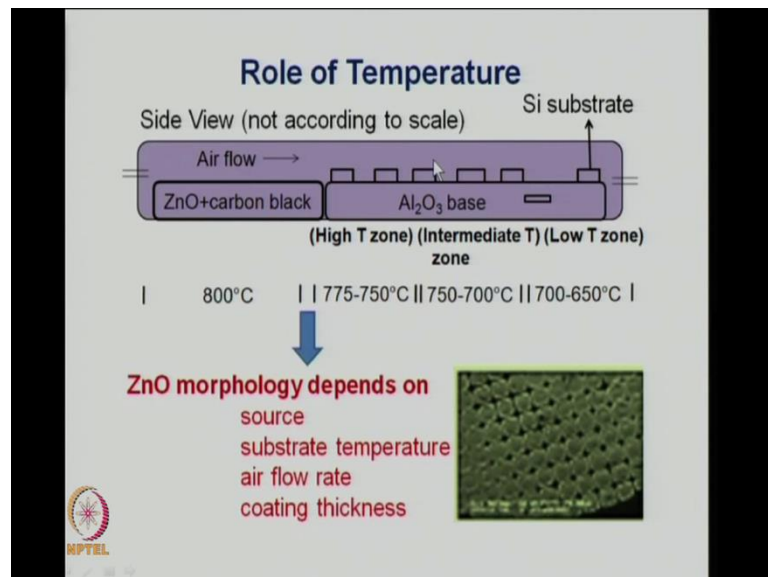 Role of Temperature
Side View (not according to scale)
Si substrate
Air flow
ZnO+carbon black
Al₂O₃ base
(High T zone) (Intermediate T) (Low T zone)
zone
800°C
775-750°C
750-700°C
700-650°C
ZnO morphology depends on
source
substrate temperature
air flow rate
coating thickness
NPTEL